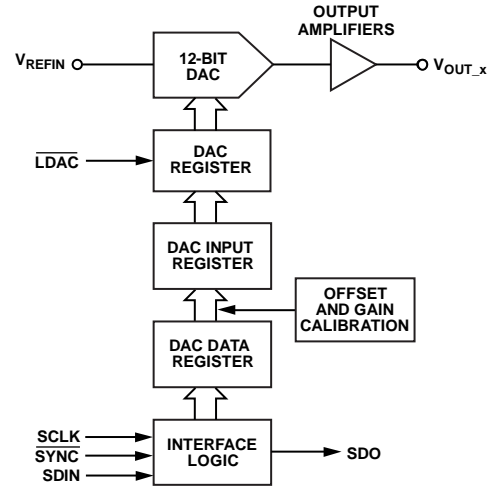 OUTPUT
AMPLIFIERS
VREFIN
12-BIT
DAC
VOUT_x
LDAC
DAC
REGISTER
DAC INPUT
REGISTER
OFFSET
AND GAIN
CALIBRATION
DAC DATA
REGISTER
SCLK
SYNC
SDIN
INTERFACE
LOGIC
SDO